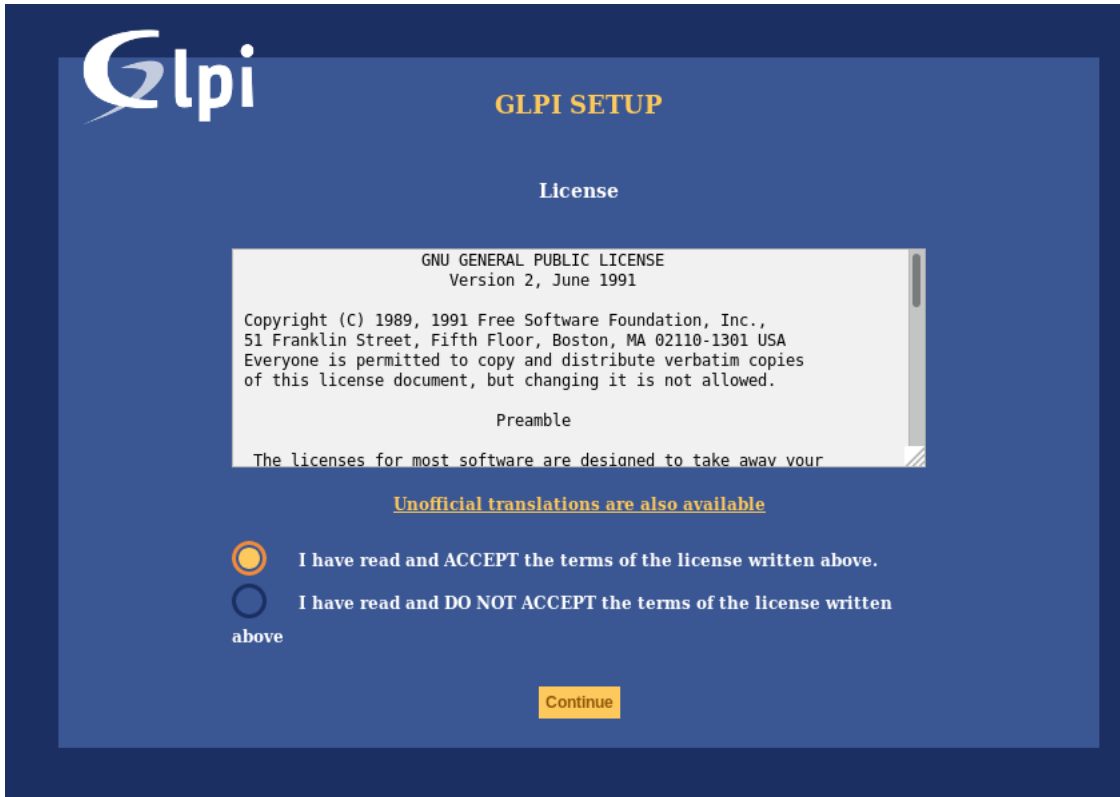 Glpi
GLPI SETUP
License
GNU GENERAL PUBLIC LICENSE
Version 2, June 1991
Copyright (C) 1989, 1991 Free Software Foundation, Inc.,
51 Franklin Street, Fifth Floor, Boston, MA 02110-1301 USA
Everyone is permitted to copy and distribute verbatim copies
of this license document, but changing it is not allowed.
Preamble
The licenses for most software are designed to take away your
Unofficial translations are also available
I have read and ACCEPT the terms of the license written above.
I have read and DO NOT ACCEPT the terms of the license written
above
Continue